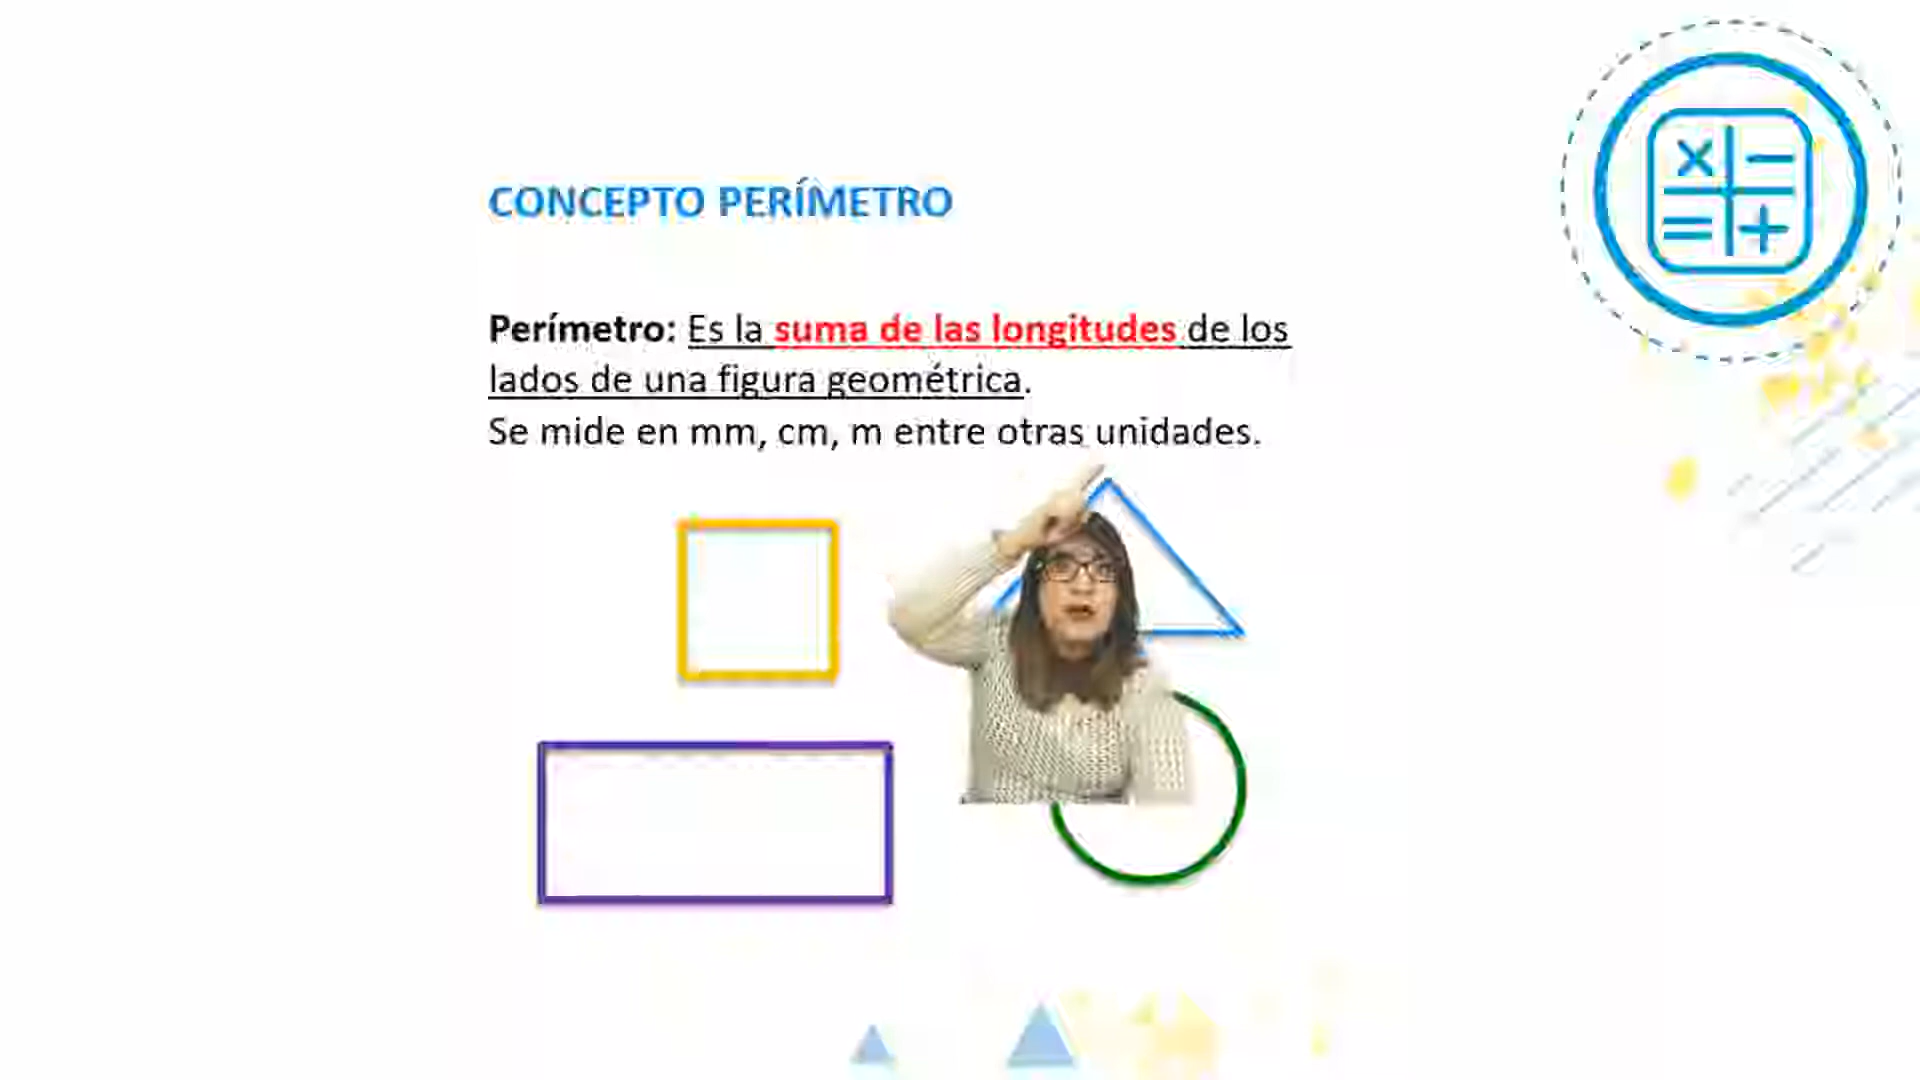 CONCEPTO PERÍMETRO
Perímetro: Es la suma de las longitudes de los
lados de una figura geométrica.
Se mide en mm, cm, m entre otras unidades.